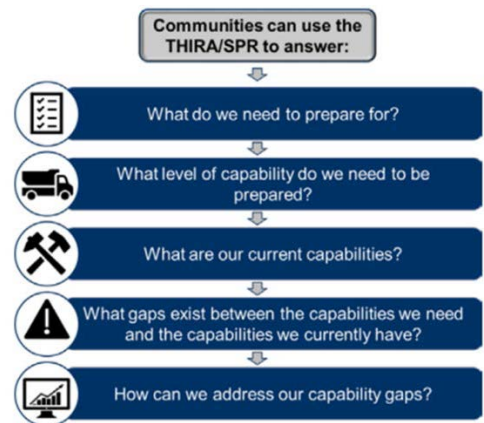 Communities can use the
THIRA/SPR to answer:
What do we need to prepare for?
What level of capability do we need to be
prepared?
What are our current capabilities?
What gaps exist between the capabilities we need
and the capabilities we currently have?
How can we address our capability gaps?